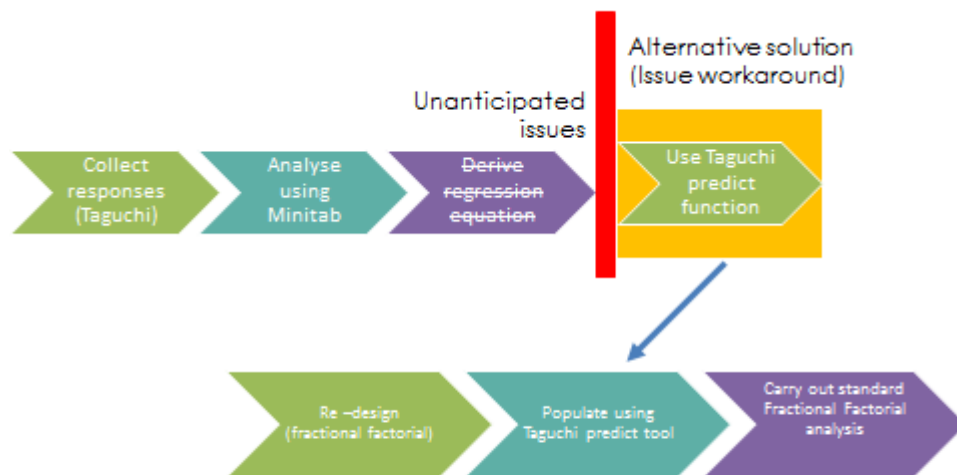 Alternative solution
(Issue workaround)
Unanticipated
issues
Collect
responses
(Taguchi)
Analyse
using
Minitab
Derive
regression
equation
Use Taguchi
predict
function
Re –design
(fractional factorial)
Populate using
Taguchi predict tool
Carry out standard
Fractional Factorial
analysis